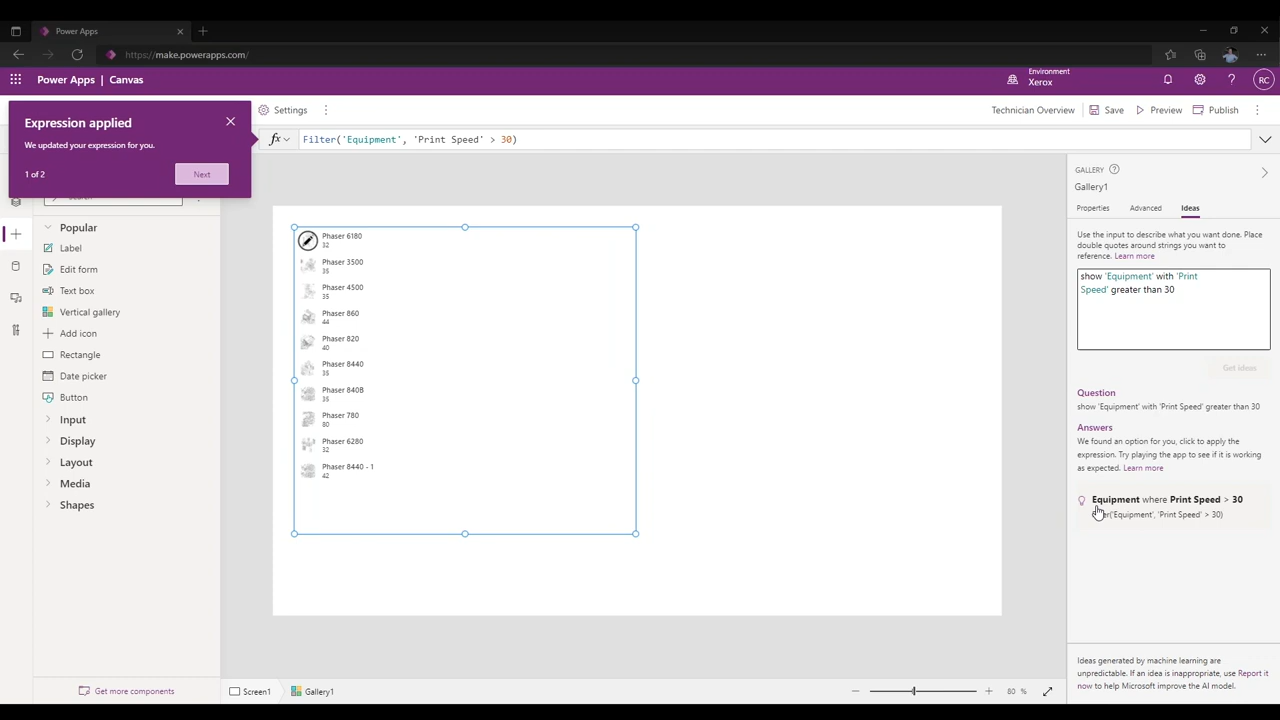 Power Apps
https://make.powerapps.com/
Power Apps | Canvas
Environment
Xerox
RC
Expression applied
We updated your expression for you.
1 of 2
Next
Settings
Technician Overview
Save
Preview
Publish
fx
Filter('Equipment', 'Print Speed' > 30)
Popular
Label
Edit form
Text box
Vertical gallery
Add icon
Rectangle
Date picker
Button
Input
Display
Layout
Media
Shapes
Get more components
Phaser 6180
32
Phaser 3500
35
Phaser 4500
35
Phaser 860
44
Phaser 820
40
Phaser 8440
35
Phaser 840B
35
Phaser 780
80
Phaser 6280
32
Phaser 8440 - 1
42
Screen1
Gallery1
80 %
GALLERY
Gallery1
Properties
Advanced
Ideas
Use the input to describe what you want done. Place
double quotes around strings you want to
reference. Learn more
show 'Equipment' with 'Print
Speed' greater than 30
Get ideas
Question
show 'Equipment' with 'Print Speed' greater than 30
Answers
We found an option for you, click to apply the
expression. Try playing the app to see if it is working
as expected. Learn more
Equipment where Print Speed > 30
('Equipment', 'Print Speed' > 30)
Ideas generated by machine learning are
unpredictable. If an idea is inappropriate, use Report it
now to help Microsoft improve the AI model.